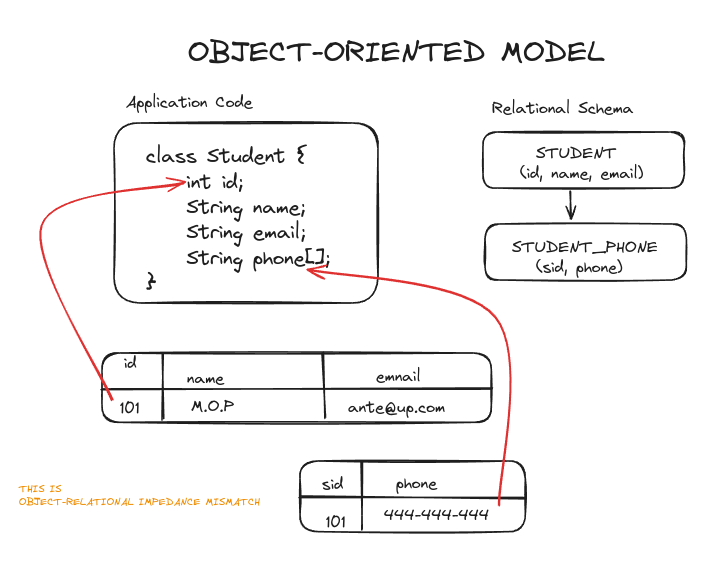 OBJECT-ORIENTED MODEL
Application Code
class Student {
int id;
String name;
String email;
String phone[];
}
Relational Schema
STUDENT
(id, name, email)
STUDENT_PHONE
(sid, phone)
id name emnail
101 M.O.P ante@up.com
sid phone
101 444-444-444
THIS IS
OBJECT-RELATIONAL IMPEDANCE MISMATCH